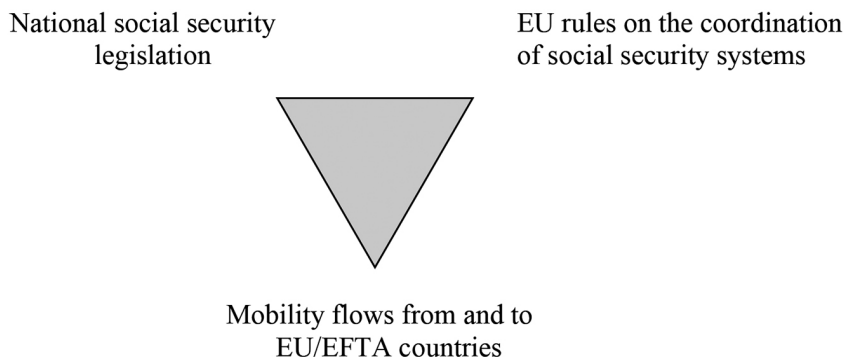 National social security
legislation
EU rules on the coordination
of social security systems
Mobility flows from and to
EU/EFTA countries